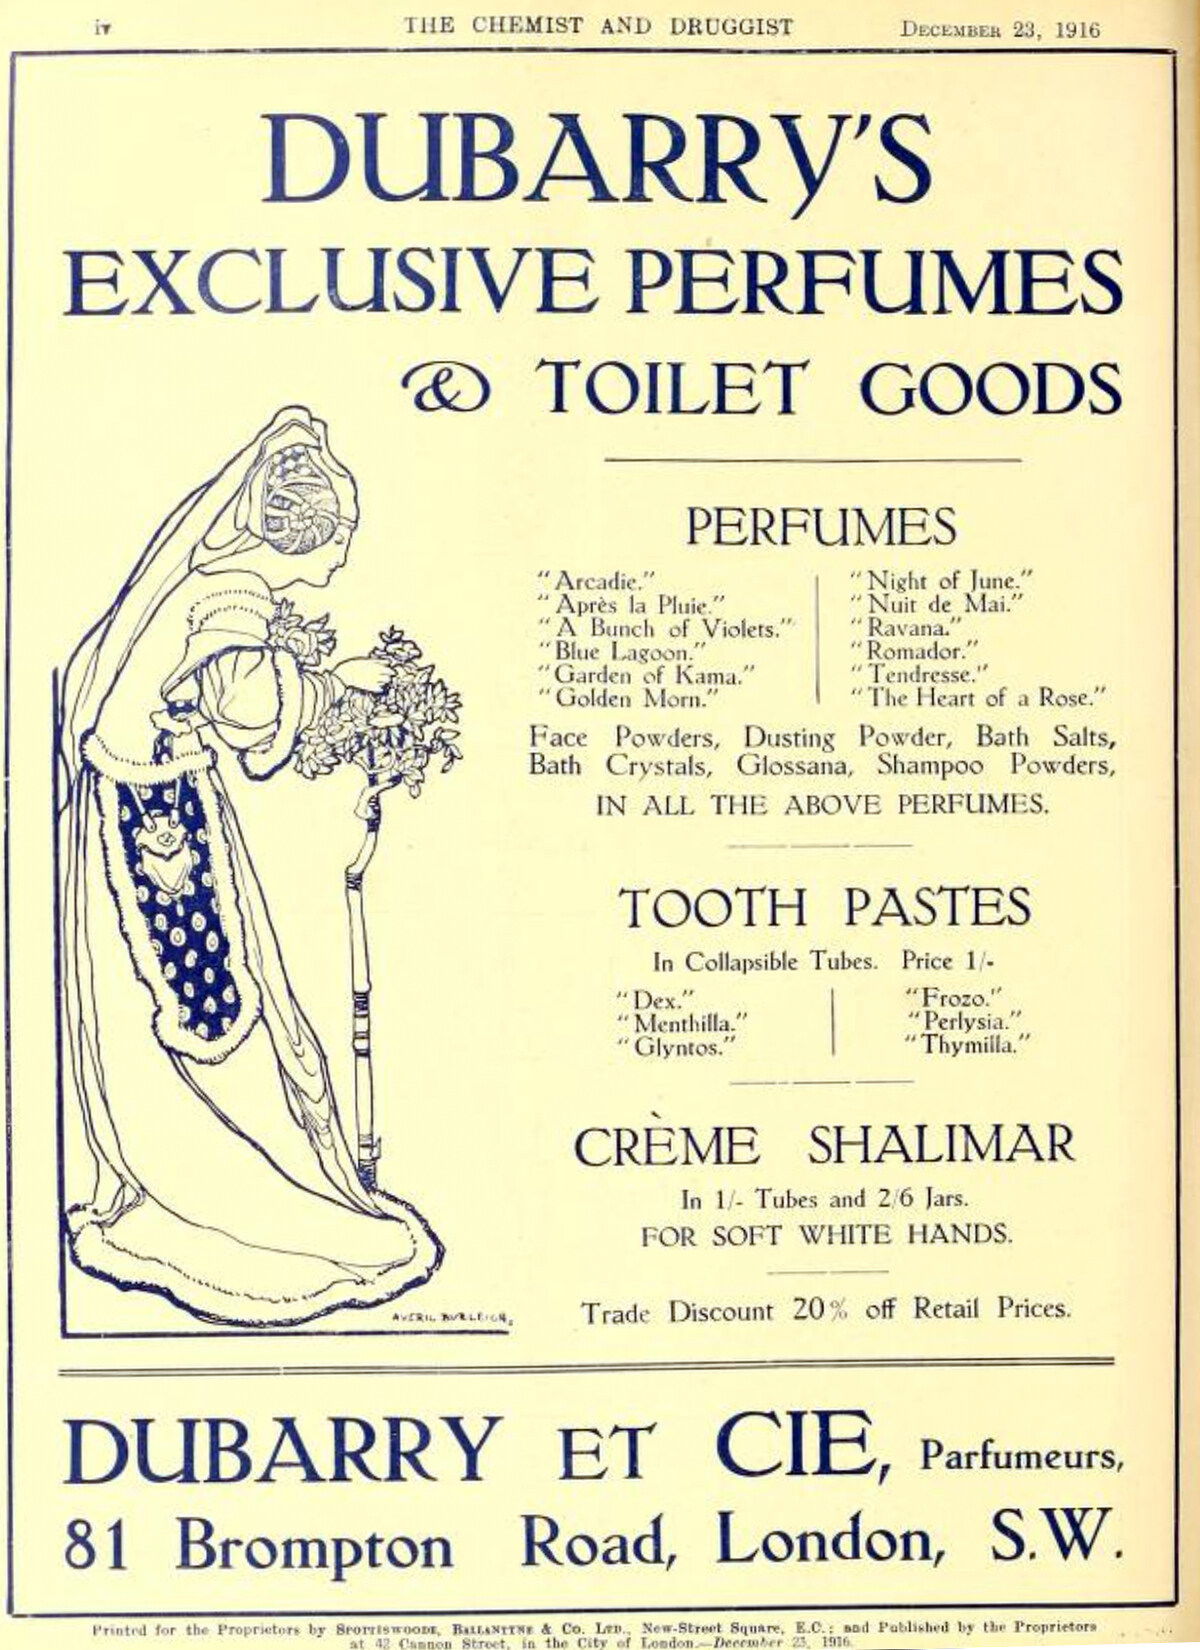 iv THE CHEMIST AND DRUGGIST DECEMBER 23, 1916
DUBARRY'S
EXCLUSIVE PERFUMES
& TOILET GOODS
PERFUMES
"Arcadie."
"Après la Pluie."
"A Bunch of Violets."
"Blue Lagoon."
"Garden of Kama."
"Golden Morn."
"Night of June."
"Nuit de Mai."
"Ravana."
"Romador."
"Tendresse."
"The Heart of a Rose."
Face Powders, Dusting Powder, Bath Salts,
Bath Crystals, Glossana, Shampoo Powders,
IN ALL THE ABOVE PERFUMES.
TOOTH PASTES
In Collapsible Tubes. Price 1/-
"Dex."
"Menthilla."
"Glyntos."
"Frozo."
"Perlysia."
"Thymilla."
CRÈME SHALIMAR
In 1/- Tubes and 2/6 Jars.
FOR SOFT WHITE HANDS.
Trade Discount 20% off Retail Prices.
AVERIL BURLEIGH.
DUBARRY ET CIE, Parfumeurs,
81 Brompton Road, London, S.W.
Printed for the Proprietors by SPOTTISWOODE, BALLANTYNE & CO. LTD., New-Street Square, E.C.; and Published by the Proprietors
at 42 Cannon Street, in the City of London.—December 23, 1916.